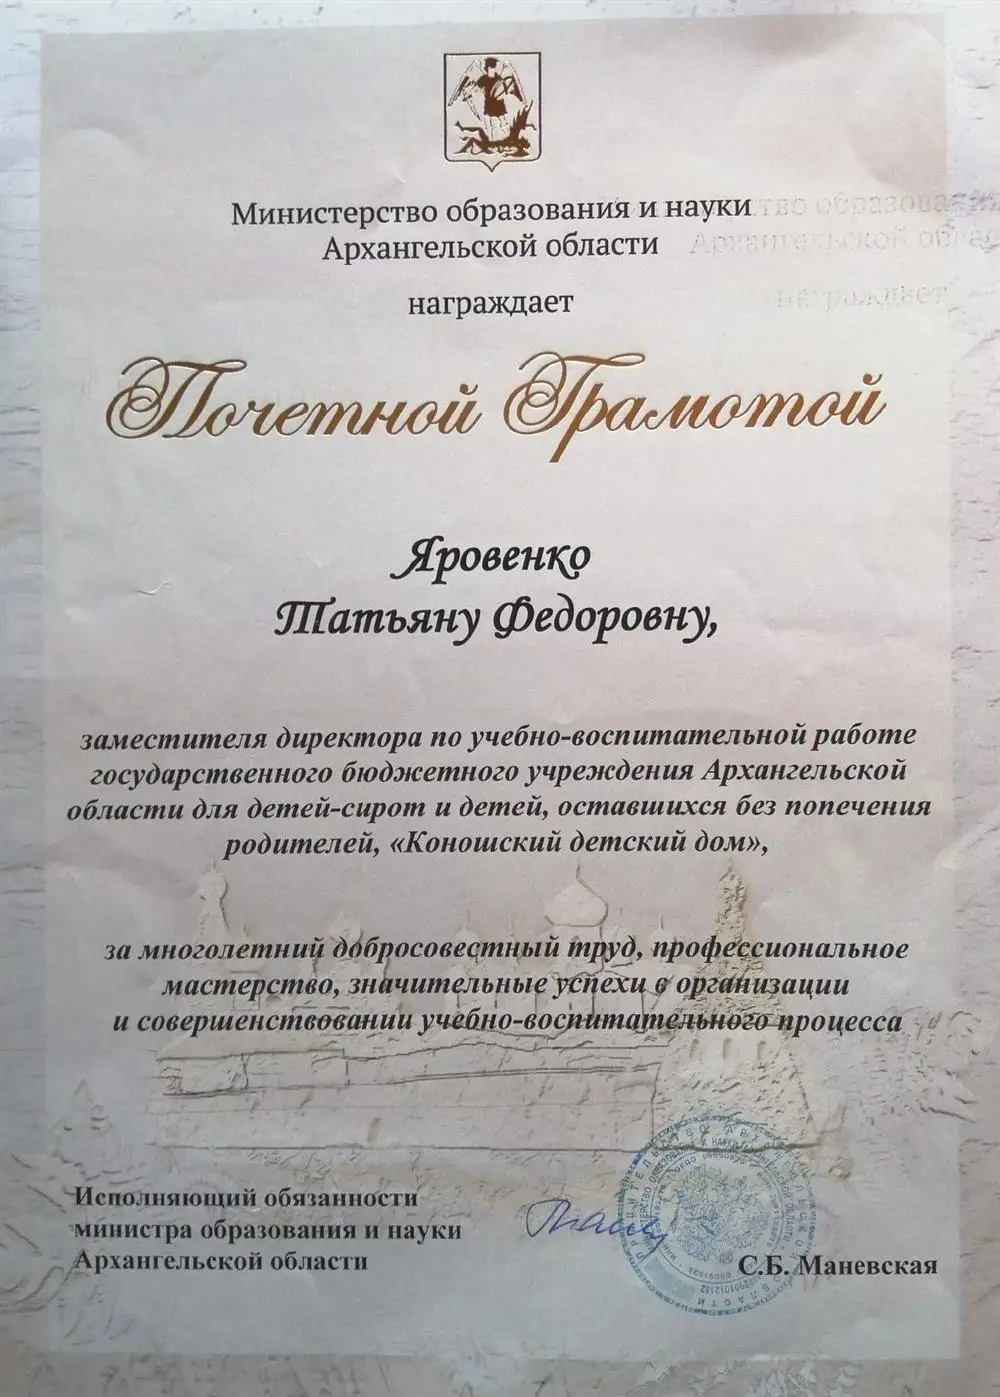 Министерство образования и науки
Архангельской области
награждает
Почетной Грамотой
Яровенко
Татьяну Федоровну,
заместителя директора по учебно-воспитательной работе
государственного бюджетного учреждения Архангельской
области для детей-сирот и детей, оставшихся без попечения
родителей, «Коношский детский дом»,
за многолетний добросовестный труд, профессиональное
мастерство, значительные успехи в организации
и совершенствовании учебно-воспитательного процесса
Исполняющий обязанности
министра образования и науки
Архангельской области
С.Б. Маневская